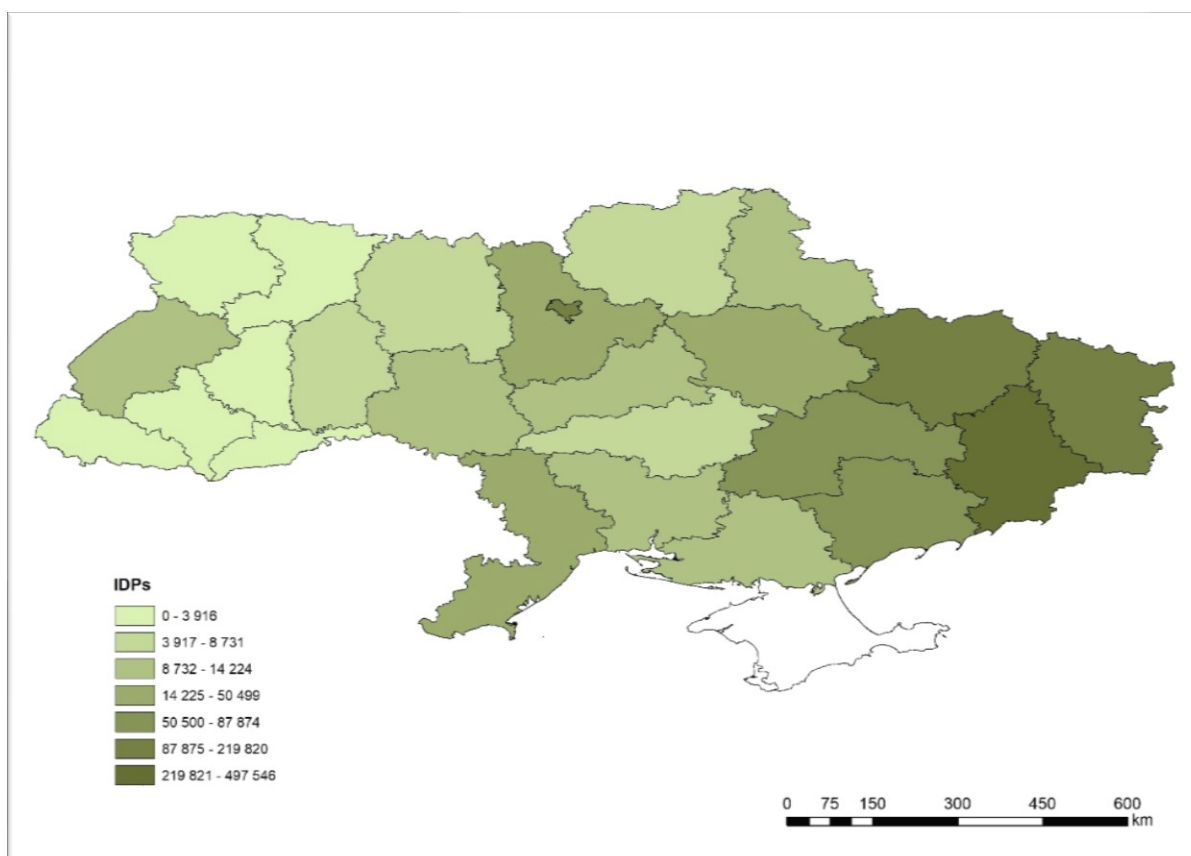 IDPs
0 - 3 916
3 917 - 8 731
8 732 - 14 224
14 225 - 50 499
50 500 - 87 874
87 875 - 219 820
219 821 - 497 546
0 75 150 300 450 600
km